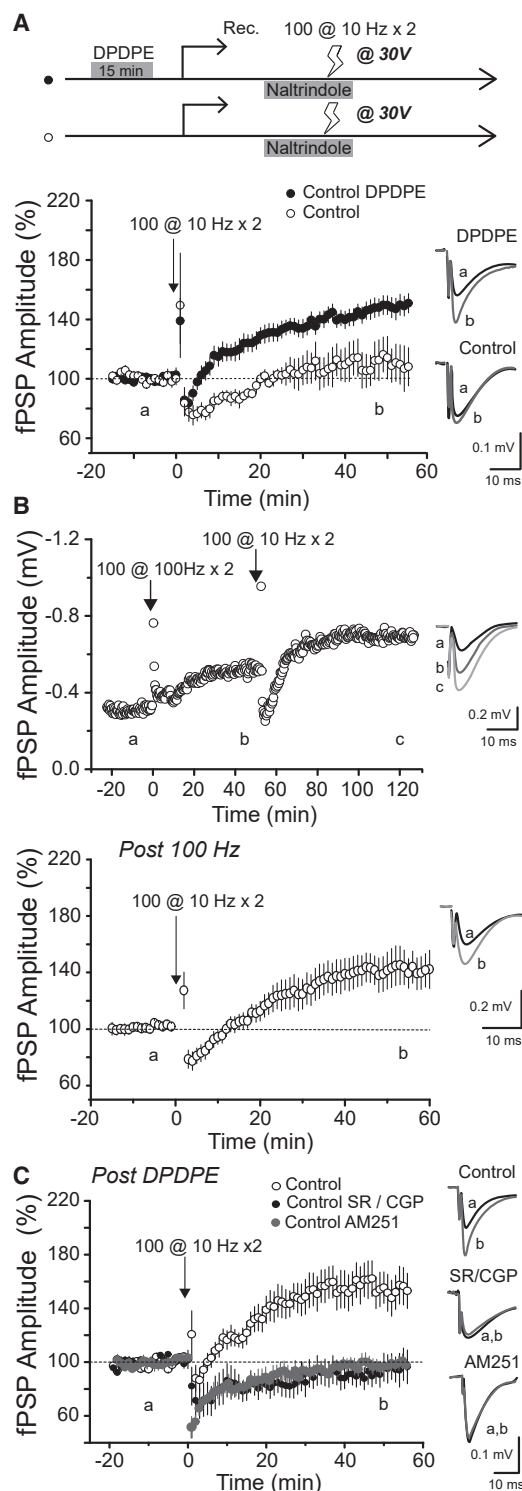 A
Rec.
100 @ 10 Hz x 2
DPDPE
15 min
@ 30V
Naltrindole
@ 30V
Naltrindole
Control DPDPE
Control
100 @ 10 Hz x 2
fPSP Amplitude (%)
220
180
140
100
60
a
b
-20
0
20
40
60
Time (min)
DPDPE
a
b
Control
a
b
0.1 mV
10 ms
B
100 @ 10 Hz x 2
100 @ 100Hz x 2
fPSP Amplitude (mV)
-1.2
-0.8
-0.4
0.0
a
b
c
-20
0
20
40
60
80
100
120
Time (min)
a
b
c
0.2 mV
10 ms
Post 100 Hz
100 @ 10 Hz x 2
fPSP Amplitude (%)
220
180
140
100
60
a
b
-20
0
20
40
60
Time (min)
a
b
0.2 mV
10 ms
C
Post DPDPE
Control
Control SR / CGP
Control AM251
100 @ 10 Hz x2
fPSP Amplitude (%)
220
180
140
100
60
a
b
-20
0
20
40
60
Time (min)
Control
a
b
SR/CGP
a,b
AM251
a,b
0.1 mV
10 ms